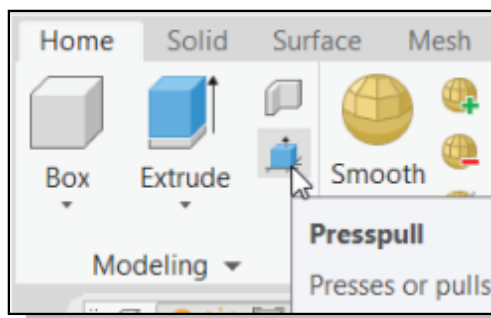 Home Solid Surface Mesh
Box Extrude Smooth
Presspull
Modeling
Presses or pulls